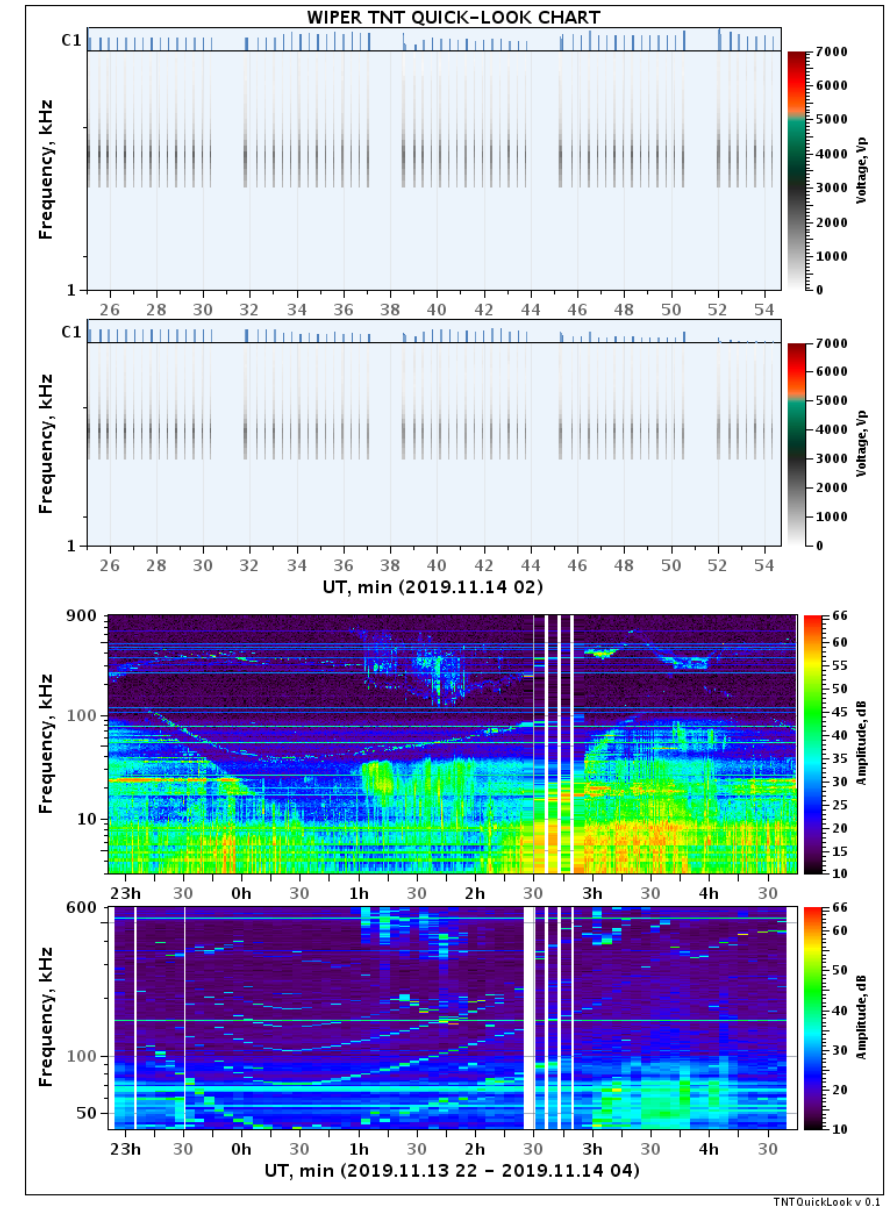 WIPER TNT QUICK-LOOK CHART
C1
Frequency, kHz
1
26 28 30 32 34 36 38 40 42 44 46 48 50 52 54
7000
6000
5000
4000
3000
2000
1000
0
Voltage, Vp
C1
Frequency, kHz
1
26 28 30 32 34 36 38 40 42 44 46 48 50 52 54
7000
6000
5000
4000
3000
2000
1000
0
Voltage, Vp
UT, min (2019.11.14 02)
900
100
10
Frequency, kHz
23h 30 0h 30 1h 30 2h 30 3h 30 4h 30
66
60
55
50
45
40
35
30
25
20
15
10
Amplitude, dB
600
100
50
Frequency, kHz
23h 30 0h 30 1h 30 2h 30 3h 30 4h 30
66
60
50
40
30
20
10
Amplitude, dB
UT, min (2019.11.13 22 - 2019.11.14 04)
TNTQuickLook v 0.1